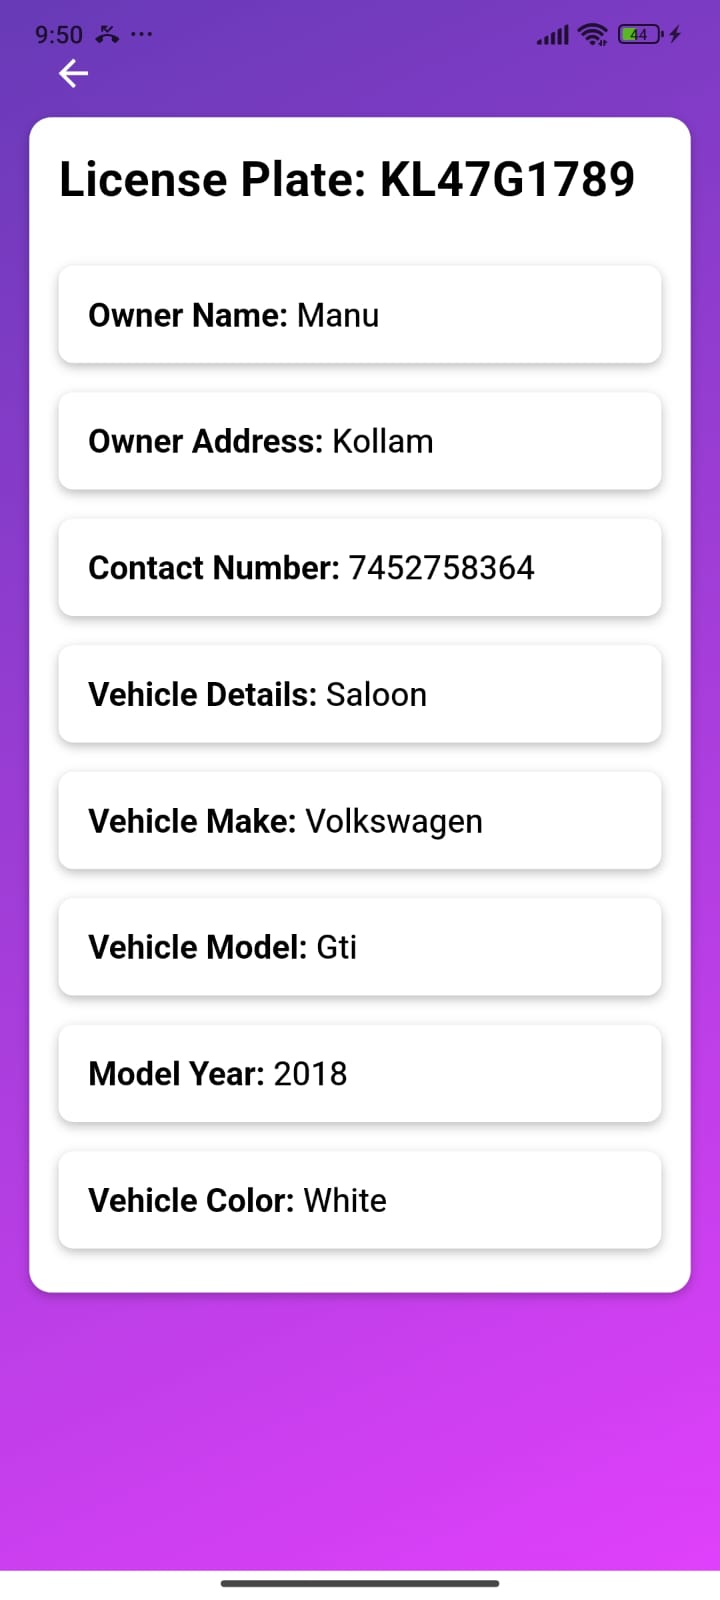 9:50
44
License Plate: KL47G1789
Owner Name: Manu
Owner Address: Kollam
Contact Number: 7452758364
Vehicle Details: Saloon
Vehicle Make: Volkswagen
Vehicle Model: Gti
Model Year: 2018
Vehicle Color: White